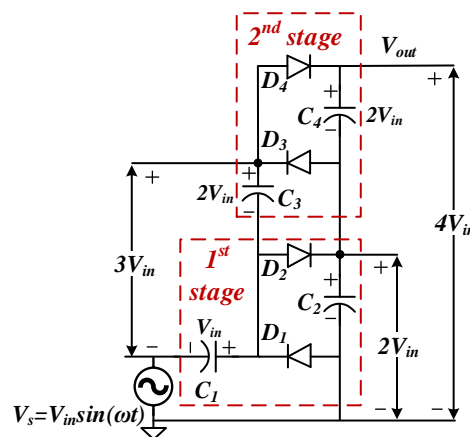 2nd stage
Vout
D4
+
+
+
C4
2Vin
−
D3
+
+
2Vin
C3
−
4Vin
1st
stage
D2
+
+
3Vin
C2
Vin
D1
2Vin
−
−
+
−
C1
Vs=Vinsin(ωt)
−
−